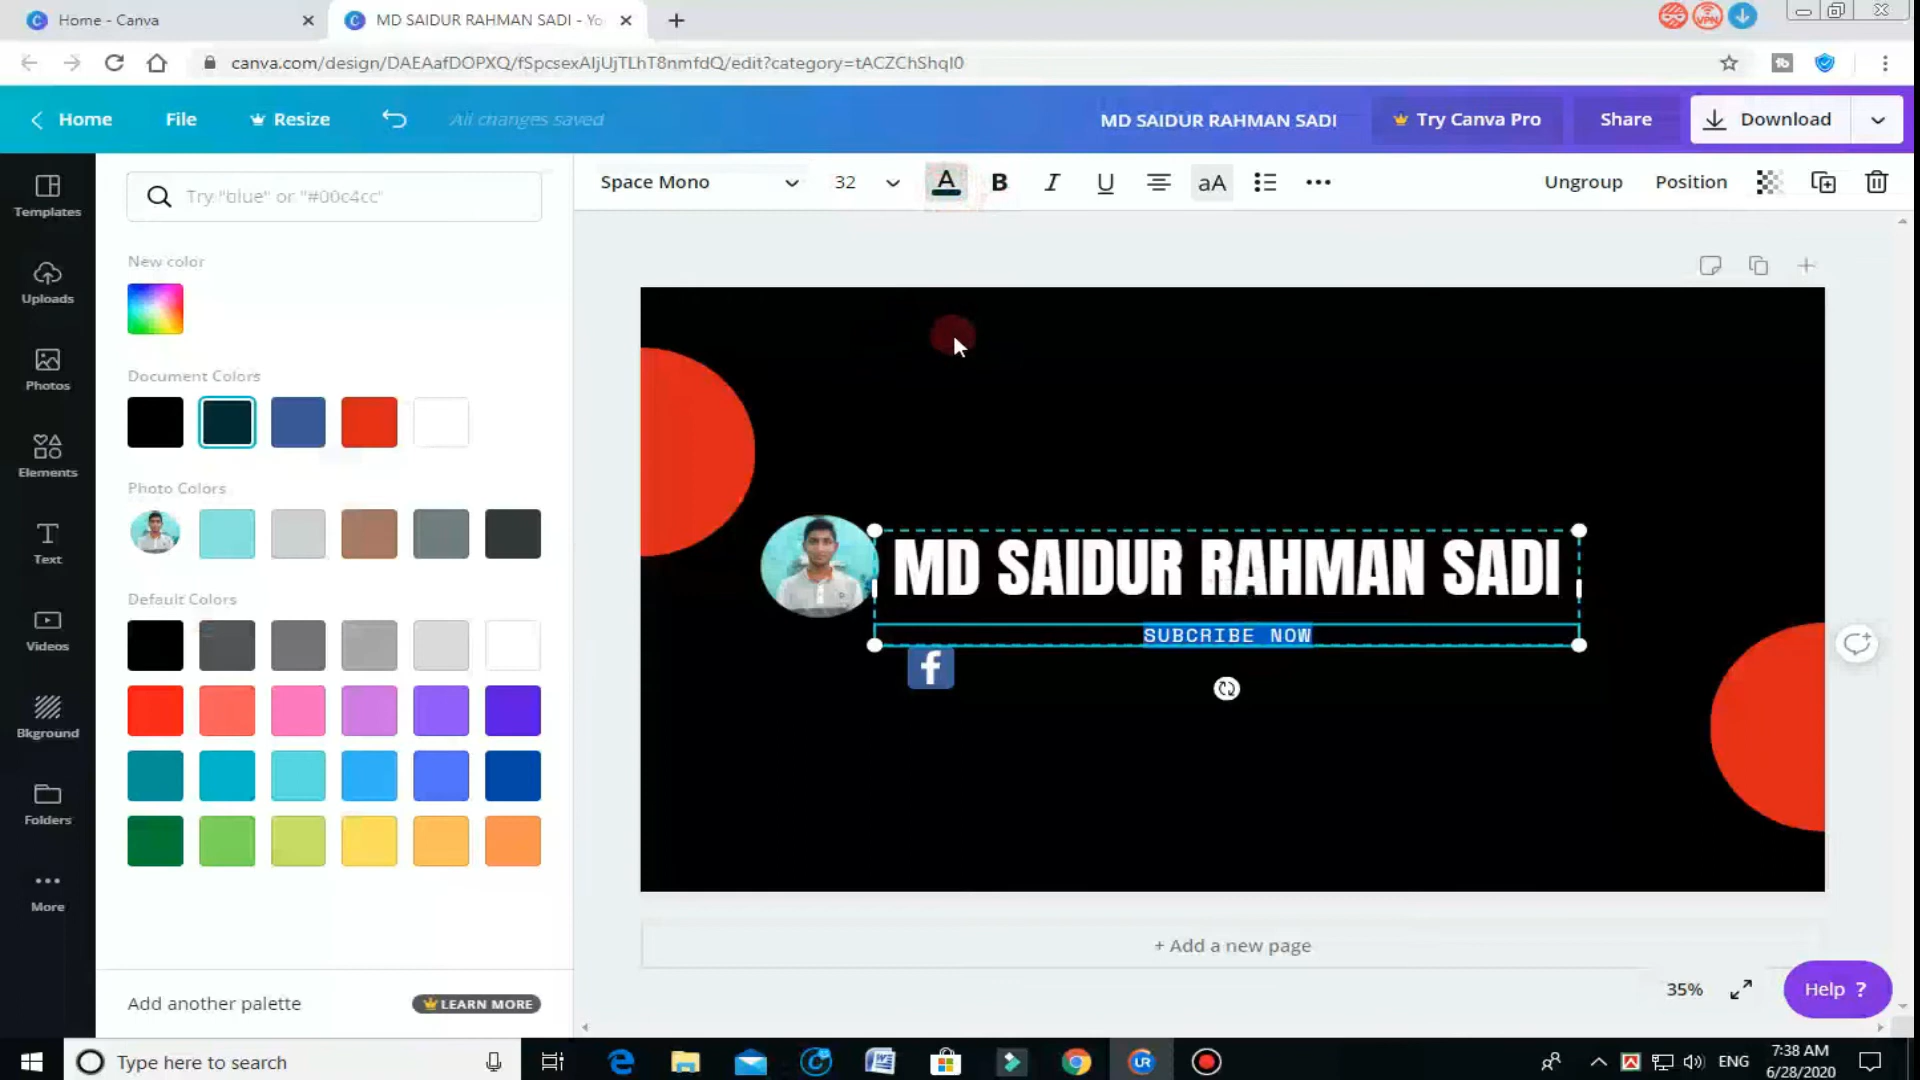 Home - Canva
MD SAIDUR RAHMAN SADI - Yo
canva.com/design/DAEAafDOPXQ/fSpcsexAIjUjTLhT8nmfdQ/edit?category=tACZChShqI0
Home
File
Resize
All changes saved
MD SAIDUR RAHMAN SADI
Try Canva Pro
Share
Download
Templates
Uploads
Photos
Elements
Text
Videos
Bkground
Folders
More
Try "blue" or "#00c4cc"
New color
Document Colors
Photo Colors
Default Colors
Add another palette
LEARN MORE
Space Mono
32
A
B
I
U
aA
Ungroup
Position
MD SAIDUR RAHMAN SADI
SUBCRIBE NOW
f
+ Add a new page
35%
Help ?
Type here to search
ENG
7:38 AM
6/28/2020